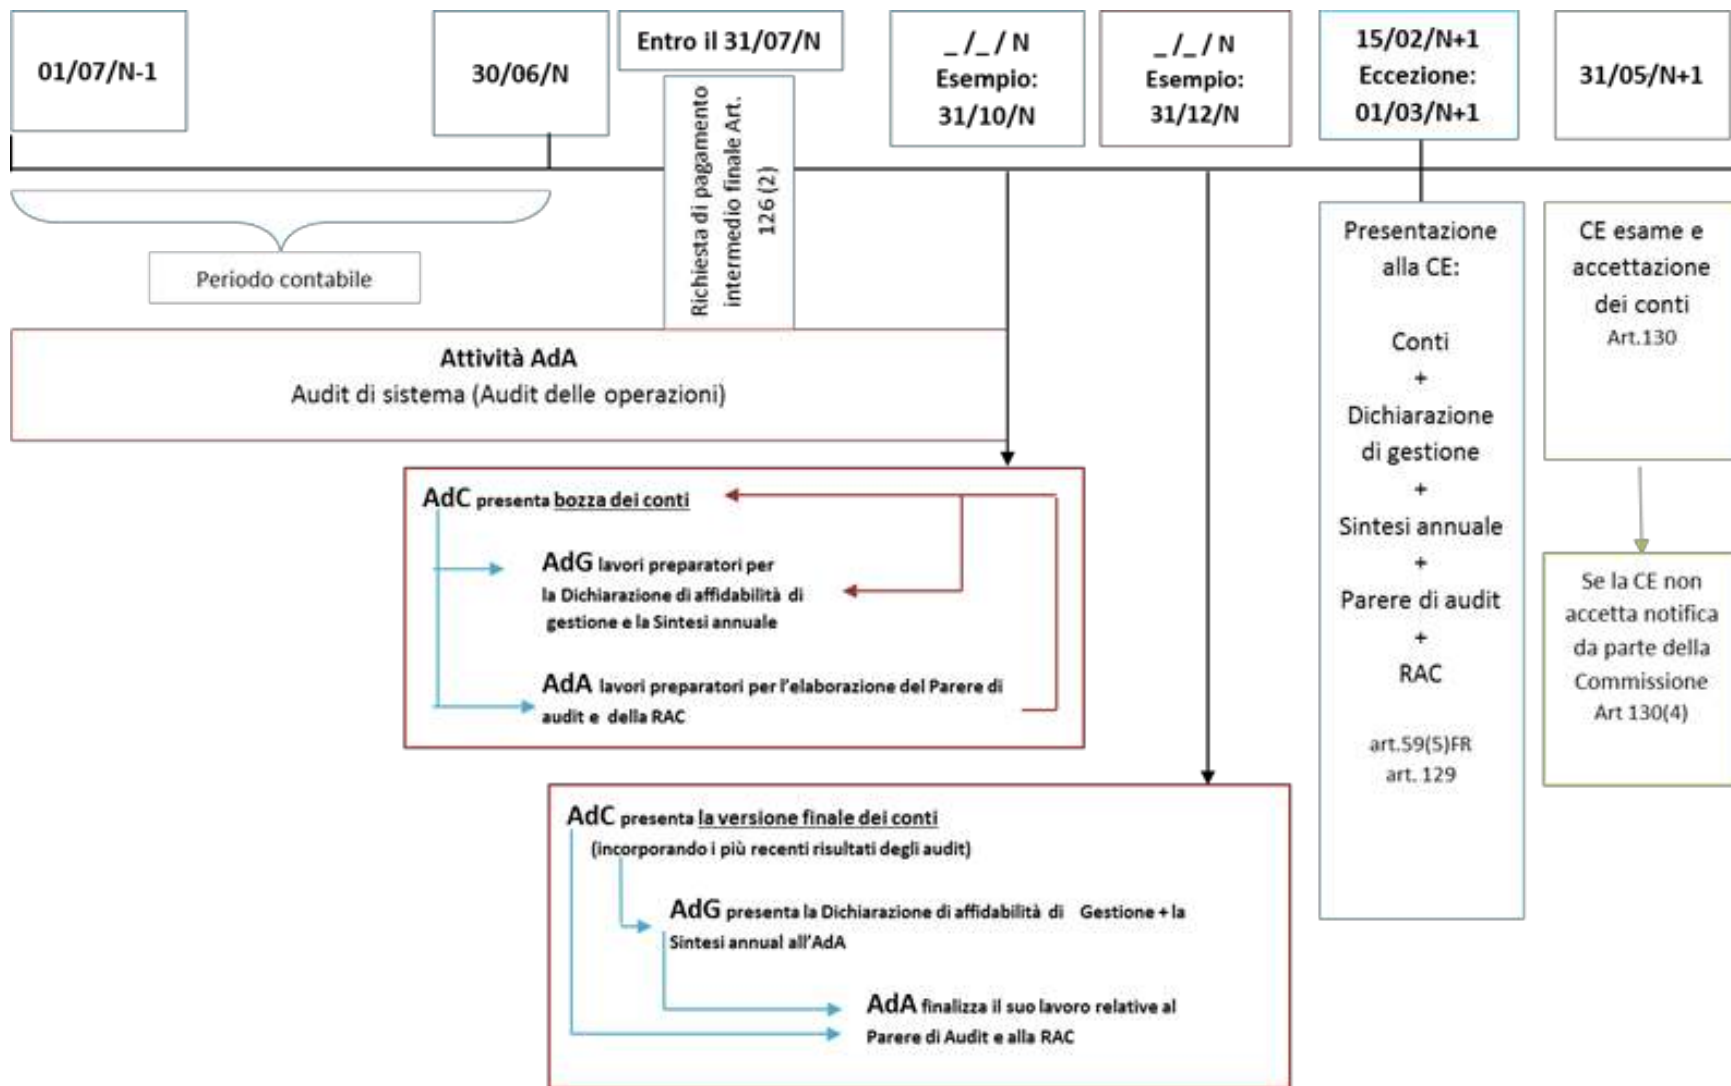 01/07/N-1
30/06/N
Entro il 31/07/N
_ /_ / N
Esempio:
31/10/N
_ /_ / N
Esempio:
31/12/N
15/02/N+1
Eccezione:
01/03/N+1
31/05/N+1
Richiesta di pagamento
intermedio finale Art.
126 (2)
Periodo contabile
Attività AdA
Audit di sistema (Audit delle operazioni)
AdC presenta bozza dei conti
AdG lavori preparatori per
la Dichiarazione di affidabilità di
gestione e la Sintesi annuale
AdA lavori preparatori per l'elaborazione del Parere di
audit e della RAC
AdC presenta la versione finale dei conti
(incorporando i più recenti risultati degli audit)
AdG presenta la Dichiarazione di affidabilità di Gestione + la
Sintesi annual all'AdA
AdA finalizza il suo lavoro relative al
Parere di Audit e alla RAC
Presentazione
alla CE:
Conti
+
Dichiarazione
di gestione
+
Sintesi annuale
+
Parere di audit
+
RAC
art.59(5)FR
art. 129
CE esame e
accettazione
dei conti
Art.130
Se la CE non
accetta notifica
da parte della
Commissione
Art 130(4)